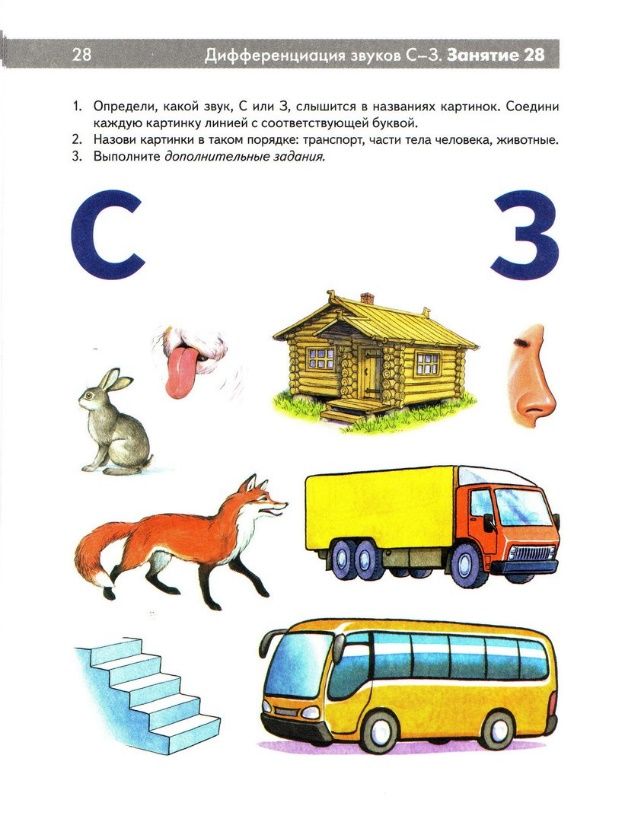 28
Дифференциация звуков С–З. Занятие 28
1. Определи, какой звук, С или З, слышится в названиях картинок. Соедини
каждую картинку линией с соответствующей буквой.
2. Назови картинки в таком порядке: транспорт, части тела человека, животные.
3. Выполните дополнительные задания.
С З